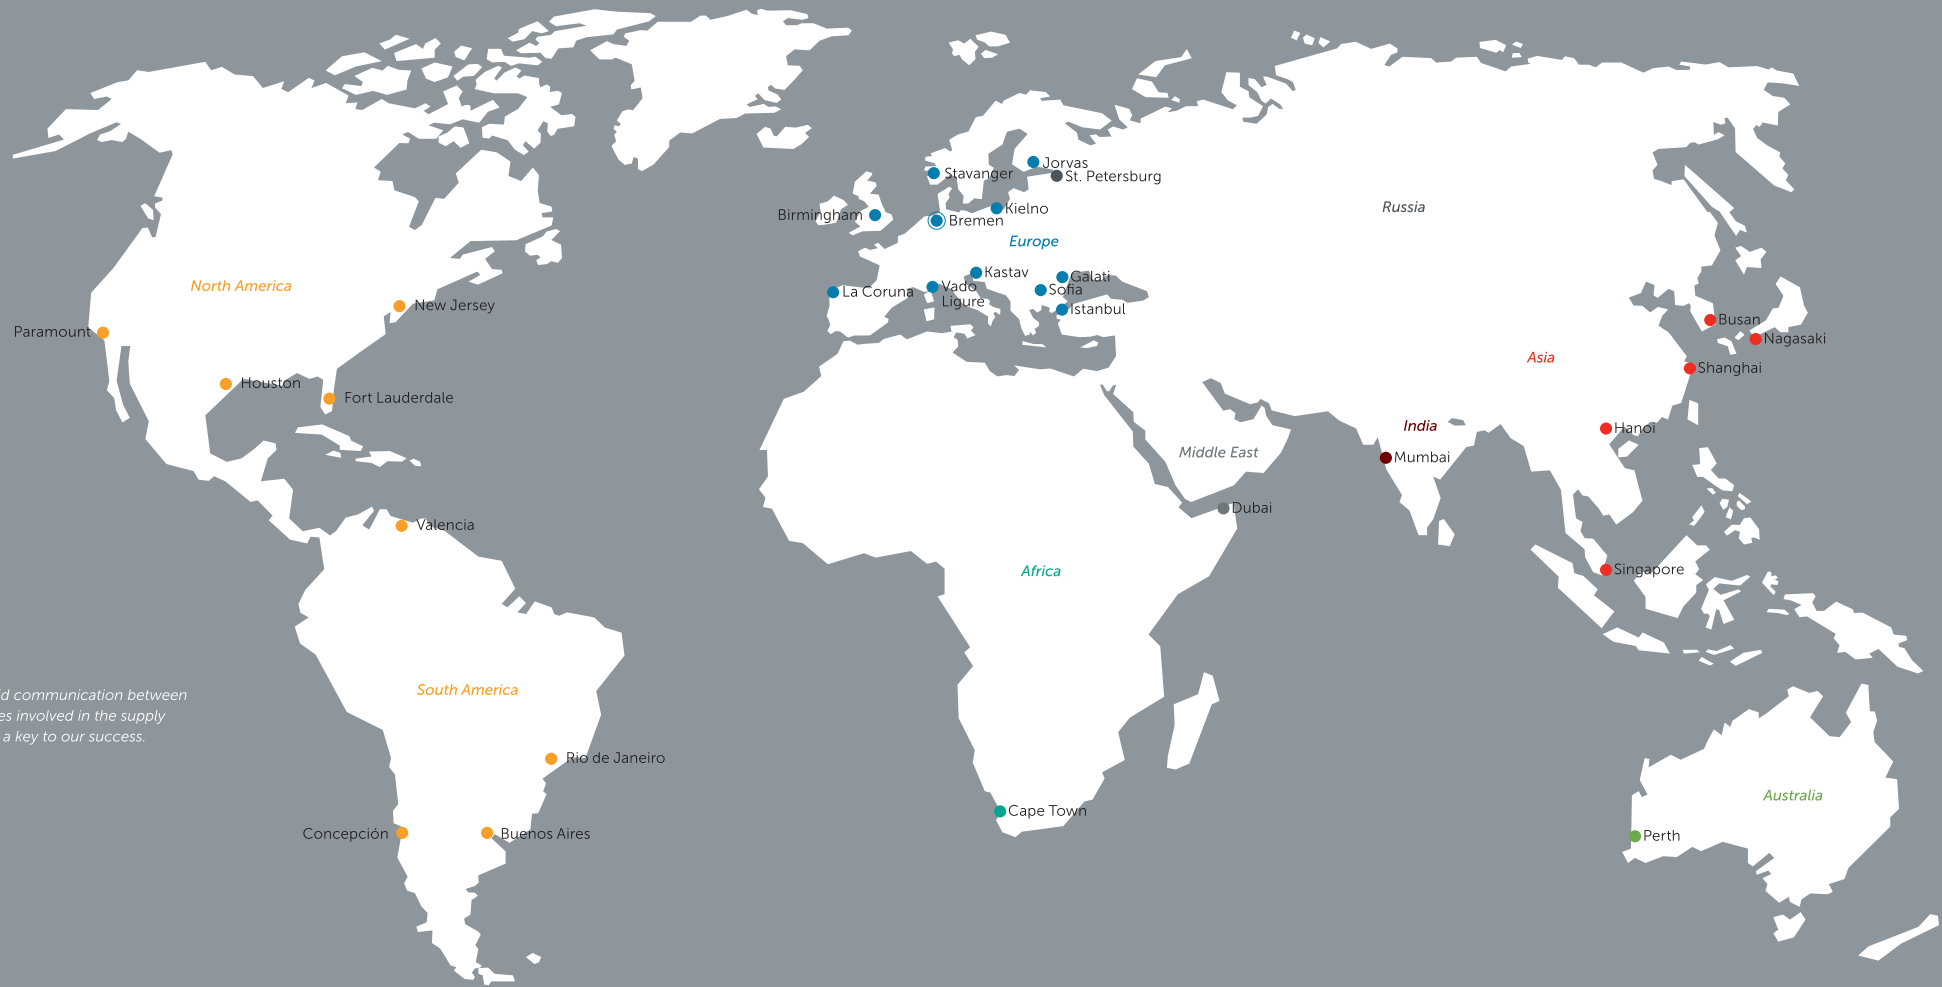 Jorvas
Stavanger
St. Petersburg
Kielno
Russia
Birmingham
Bremen
Europe
Kastav
Galati
North America
La Coruna
Vado
Ligure
Sofia
New Jersey
Istanbul
Busan
Paramount
Nagasaki
Asia
Shanghai
Houston
Fort Lauderdale
India
Hanoi
Middle East
Mumbai
Dubai
Valencia
Africa
Singapore
South America
communication between
involved in the supply
a key to our success.
Rio de Janeiro
Australia
Cape Town
Concepción
Buenos Aires
Perth